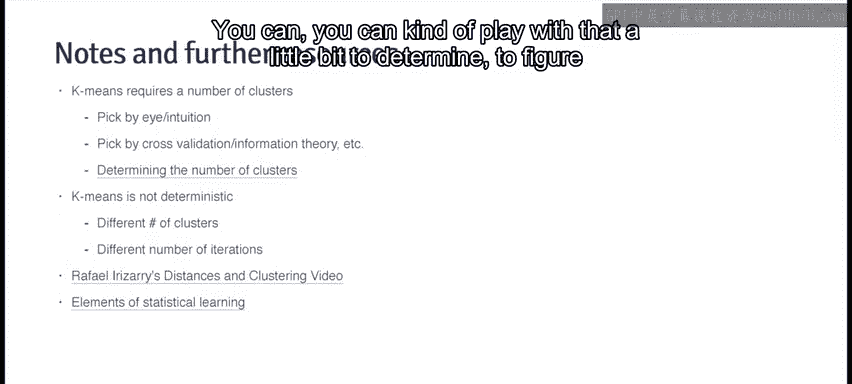 You can, you can kind of play with that a
little bit to determine, to figure
Notes and further
K-means requires a number of clusters
Pick by eye/intuition
Pick by cross validation/information theory, etc.
Determining the number of clusters
K-means is not deterministic
Different # of clusters
Different number of iterations
Rafael Irizarry's Distances and Clustering Video
Elements of statistical learning